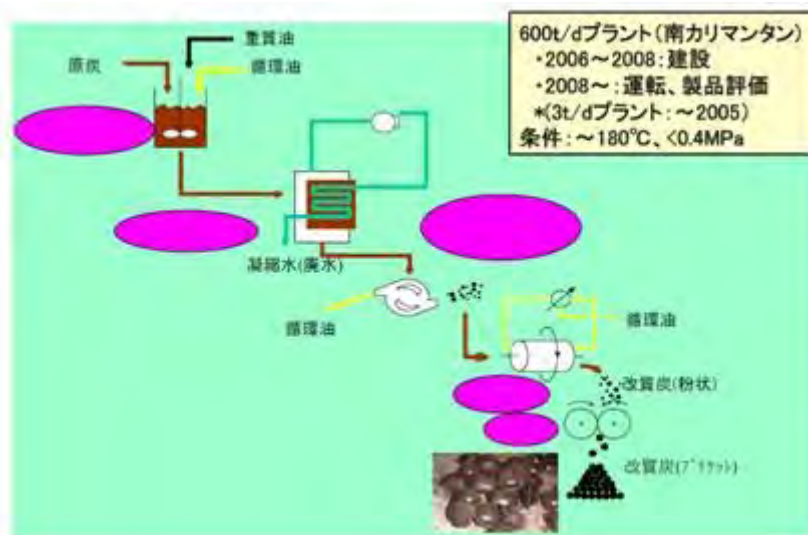 600t/dプラント(南カリマンタン)
・2006～2008:建設
・2008～:運転、製品評価
*(3t/dプラント:～2005)
条件:～180℃、<0.4MPa
重質油
原炭
循環油
凝縮水(廃水)
循環油
循環油
改質炭(粉状)
改質炭(ﾌﾞﾘｹｯﾄ)